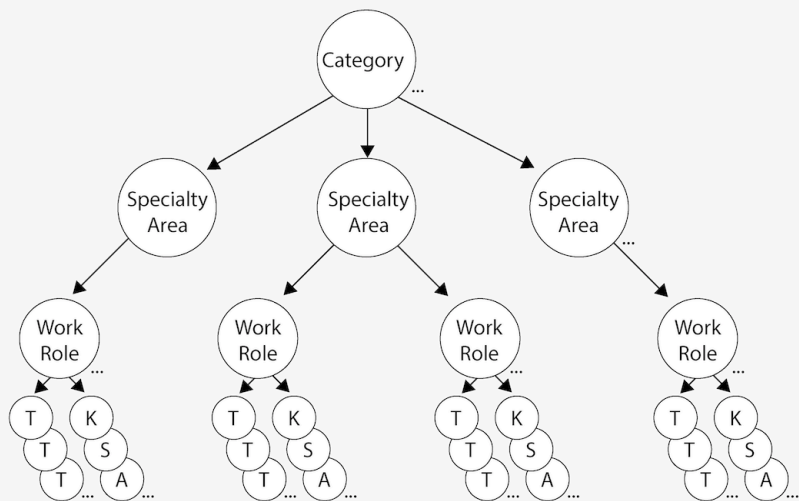 Category
...
Specialty
Area
Specialty
Area
Specialty
Area
...
Work
Role
...
Work
Role
Work
Role
...
Work
Role
...
T K
T S
T ... A ...
T K
T S
T ... A ...
T K
T S
T ... A ...
T K
T S
T ... A ...